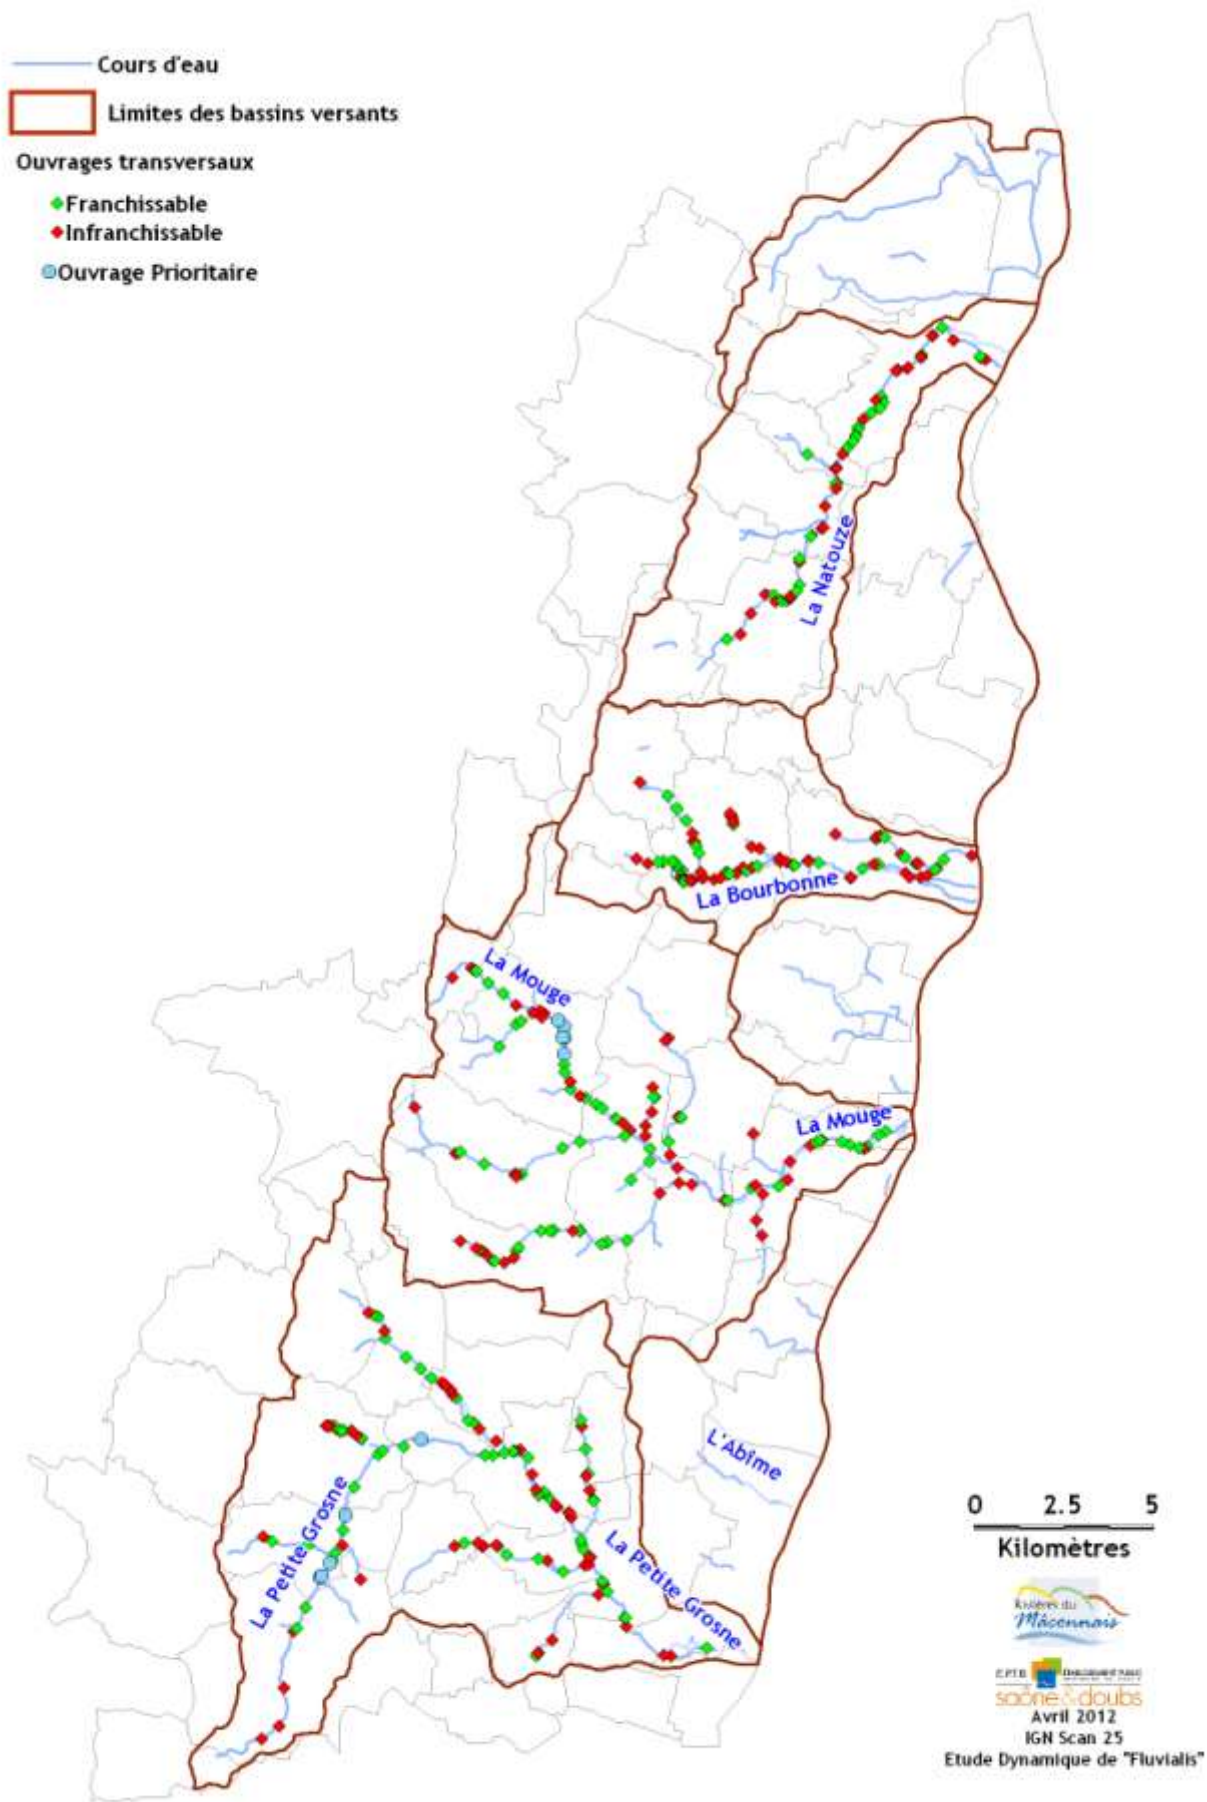 Cours d'eau
Limites des bassins versants
Ouvrages transversaux
Franchissable
Infranchissable
Ouvrage Prioritaire
La Natouze
La Bourbonne
La Mouge
La Mouge
L'Abîme
La Petite Grosne
La Petite Grosne
0 2.5 5
Kilomètres
Rivières du
Mâconnais
E.P.T.B
saône & doubs
Avril 2012
IGN Scan 25
Etude Dynamique de "Fluvialis"